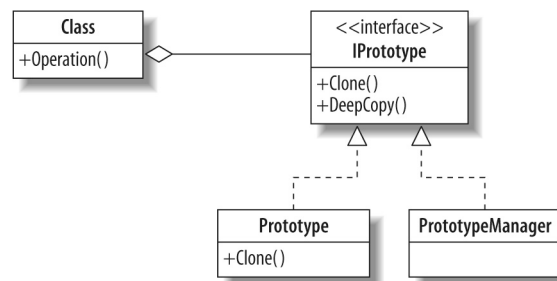 Class
+Operation()
<<interface>>
IPrototype
+Clone()
+DeepCopy()
Prototype
+Clone()
PrototypeManager